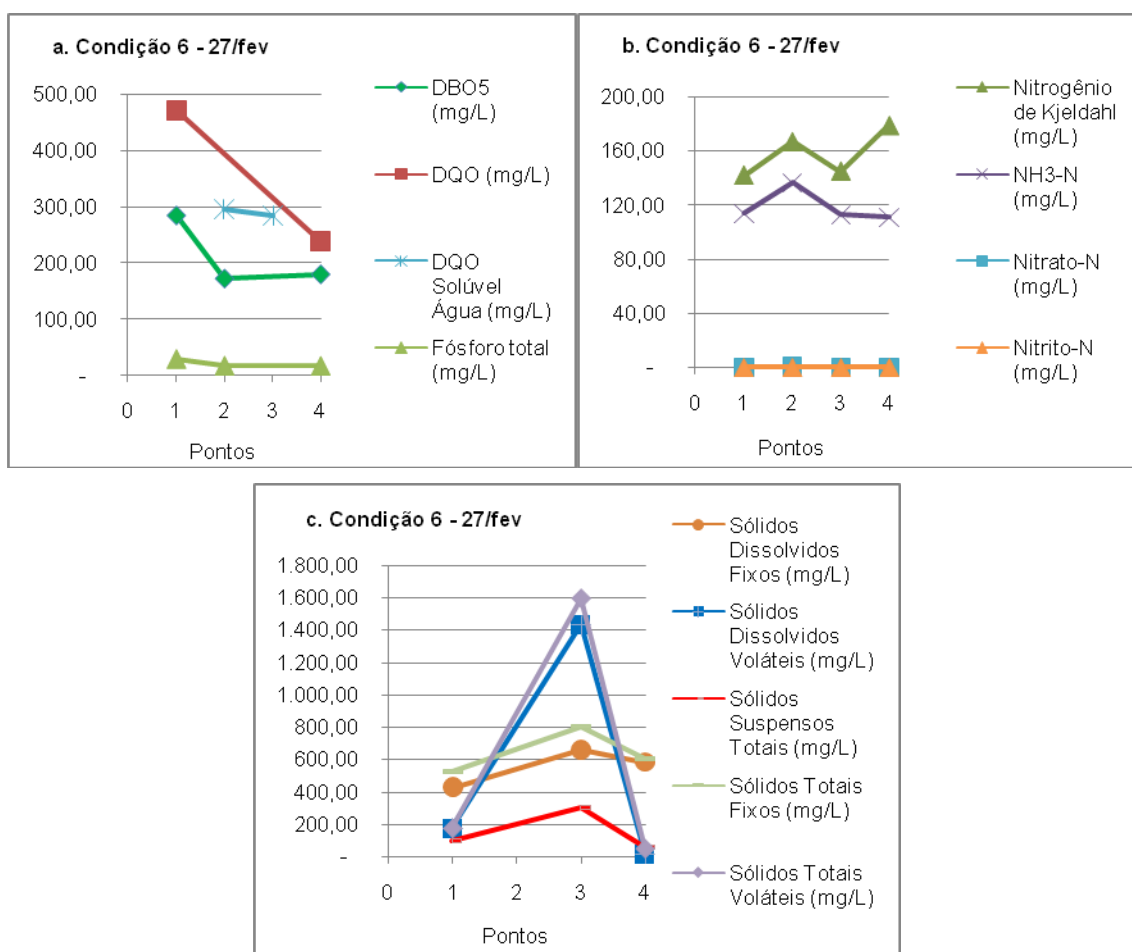 a. Condição 6 - 27/fev
500,00
400,00
300,00
200,00
100,00
-
0 1 2 3 4
Pontos
DBO5
(mg/L)
DQO (mg/L)
DQO
Solúvel
Água (mg/L)
Fósforo total
(mg/L)
b. Condição 6 - 27/fev
200,00
160,00
120,00
80,00
40,00
-
0 1 2 3 4
Pontos
Nitrogênio
de Kjeldahl
(mg/L)
NH3-N
(mg/L)
Nitrato-N
(mg/L)
Nitrito-N
(mg/L)
c. Condição 6 - 27/fev
1.800,00
1.600,00
1.400,00
1.200,00
1.000,00
800,00
600,00
400,00
200,00
-
0 1 2 3 4
Pontos
Sólidos
Dissolvidos
Fixos (mg/L)
Sólidos
Dissolvidos
Voláteis (mg/L)
Sólidos
Suspensos
Totais (mg/L)
Sólidos Totais
Fixos (mg/L)
Sólidos Totais
Voláteis (mg/L)